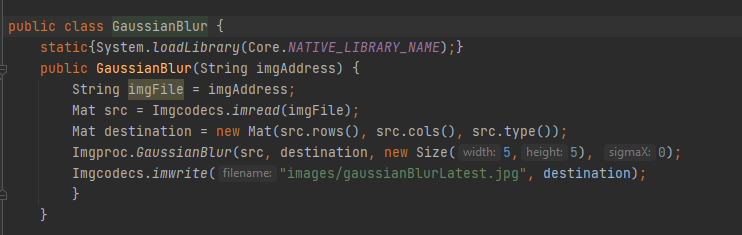 public class GaussianBlur {
static{System.loadLibrary(Core.NATIVE_LIBRARY_NAME);}
public GaussianBlur(String imgAddress) {
String imgFile = imgAddress;
Mat src = Imgcodecs.imread(imgFile);
Mat destination = new Mat(src.rows(), src.cols(), src.type());
Imgproc.GaussianBlur(src, destination, new Size( width: 5, height: 5), sigmaX: 0);
Imgcodecs.imwrite( filename: "images/gaussianBlurLatest.jpg", destination);
}
}